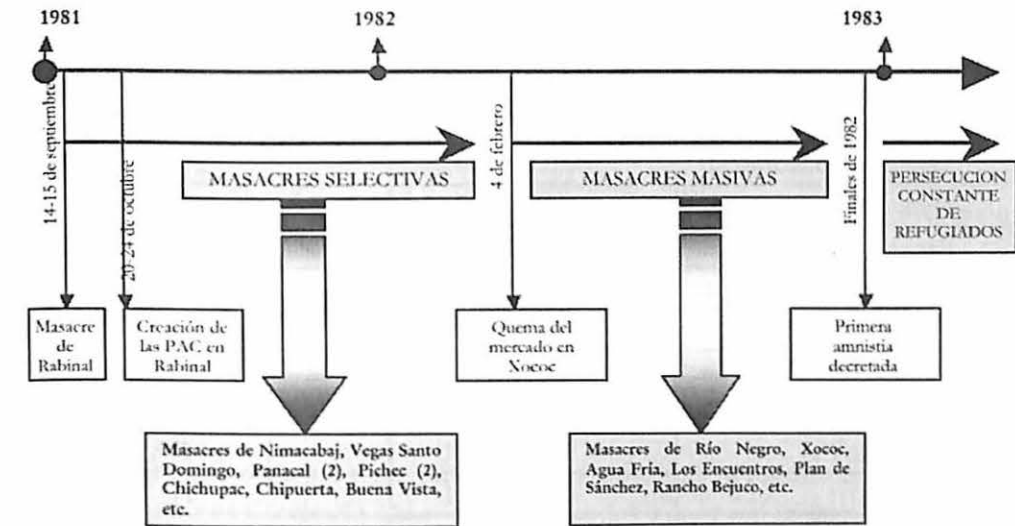 1981
1982
1983
14-15 de septiembre
20-24 de octubre
4 de febrero
Finales de 1982
MASACRES SELECTIVAS
MASACRES MASIVAS
PERSECUCION
CONSTANTE
DE
REFUGIADOS
Masacre
de
Rabinal
Creación de
las PAC en
Rabinal
Quema del
mercado en
Xococ
Primera
amnistia
decretada
Masacres de Nimacabaj, Vegas Santo
Domingo, Panacal (2), Pichec (2),
Chichupac, Chipuerta, Buena Vista,
etc.
Masacres de Río Negro, Xococ,
Agua Fría, Los Encuentros, Plan de
Sánchez, Rancho Bejuco, etc.